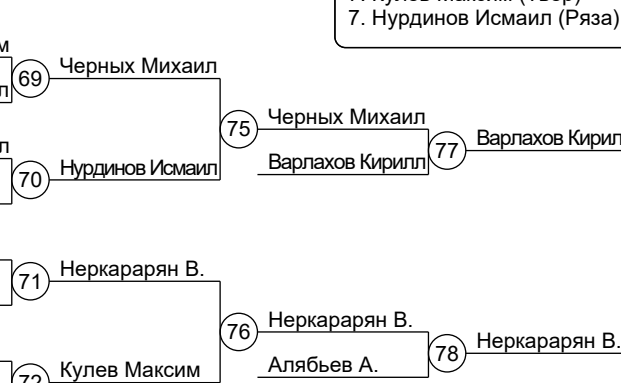 7. Нурдинов Исмаил (Ряза)
69
Черных Михаил
75
Черных Михаил
77
Варлахов Кирил
Варлахов Кирилл
70
Нурдинов Исмаил
71
Неркарарян В.
76
Неркарарян В.
78
Неркарарян В.
Алябьев А.
72
Кулев Максим